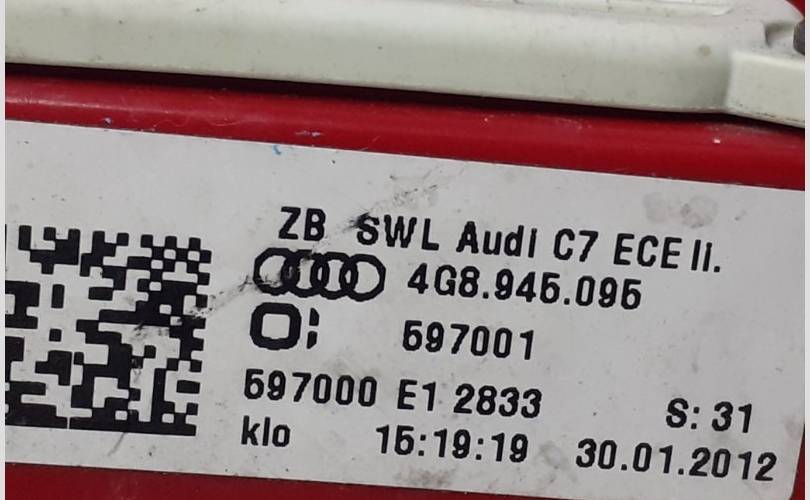 ZB SWL Audi C7 ECE li.
4G8.945.095
O: 597001
597000 E1 2833 S: 31
klo 15:19:19 30.01.2012